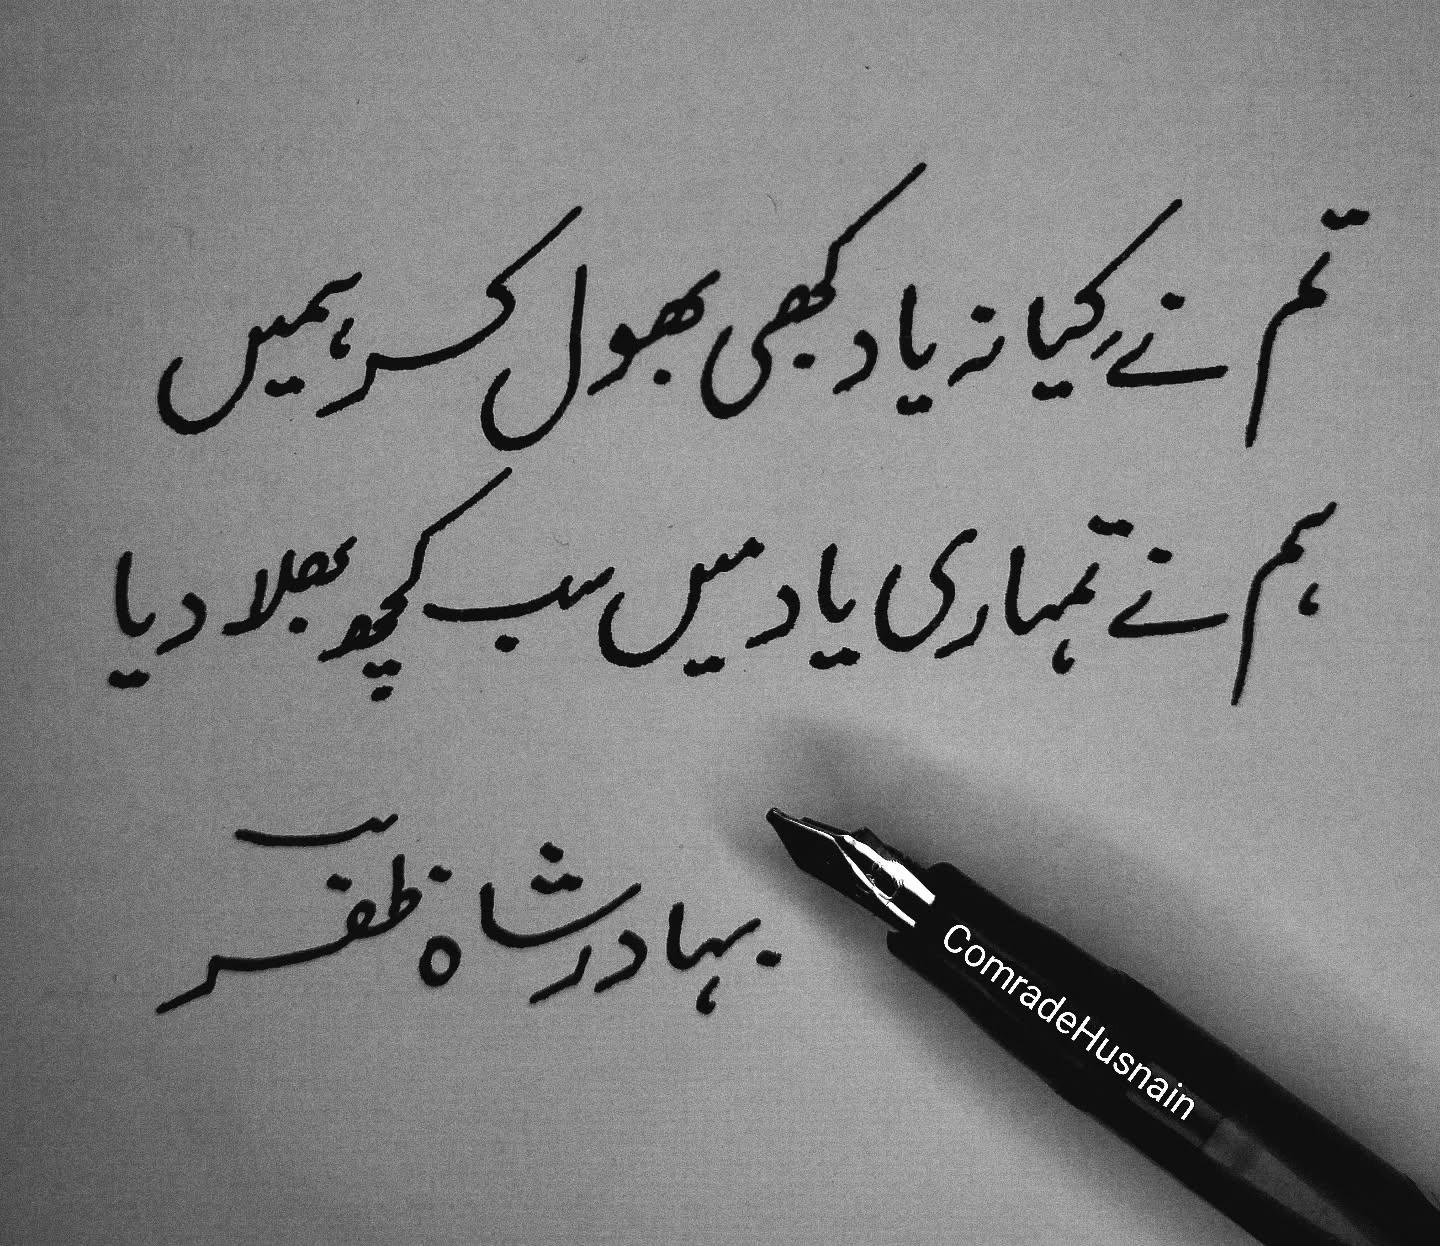 تم نے کیا نہ یاد کبھی بھول کر ہمیں
ہم نے تمہاری یاد میں سب کچھ بھلا دیا
بہادر شاہ ظفر
ComradeHusnain